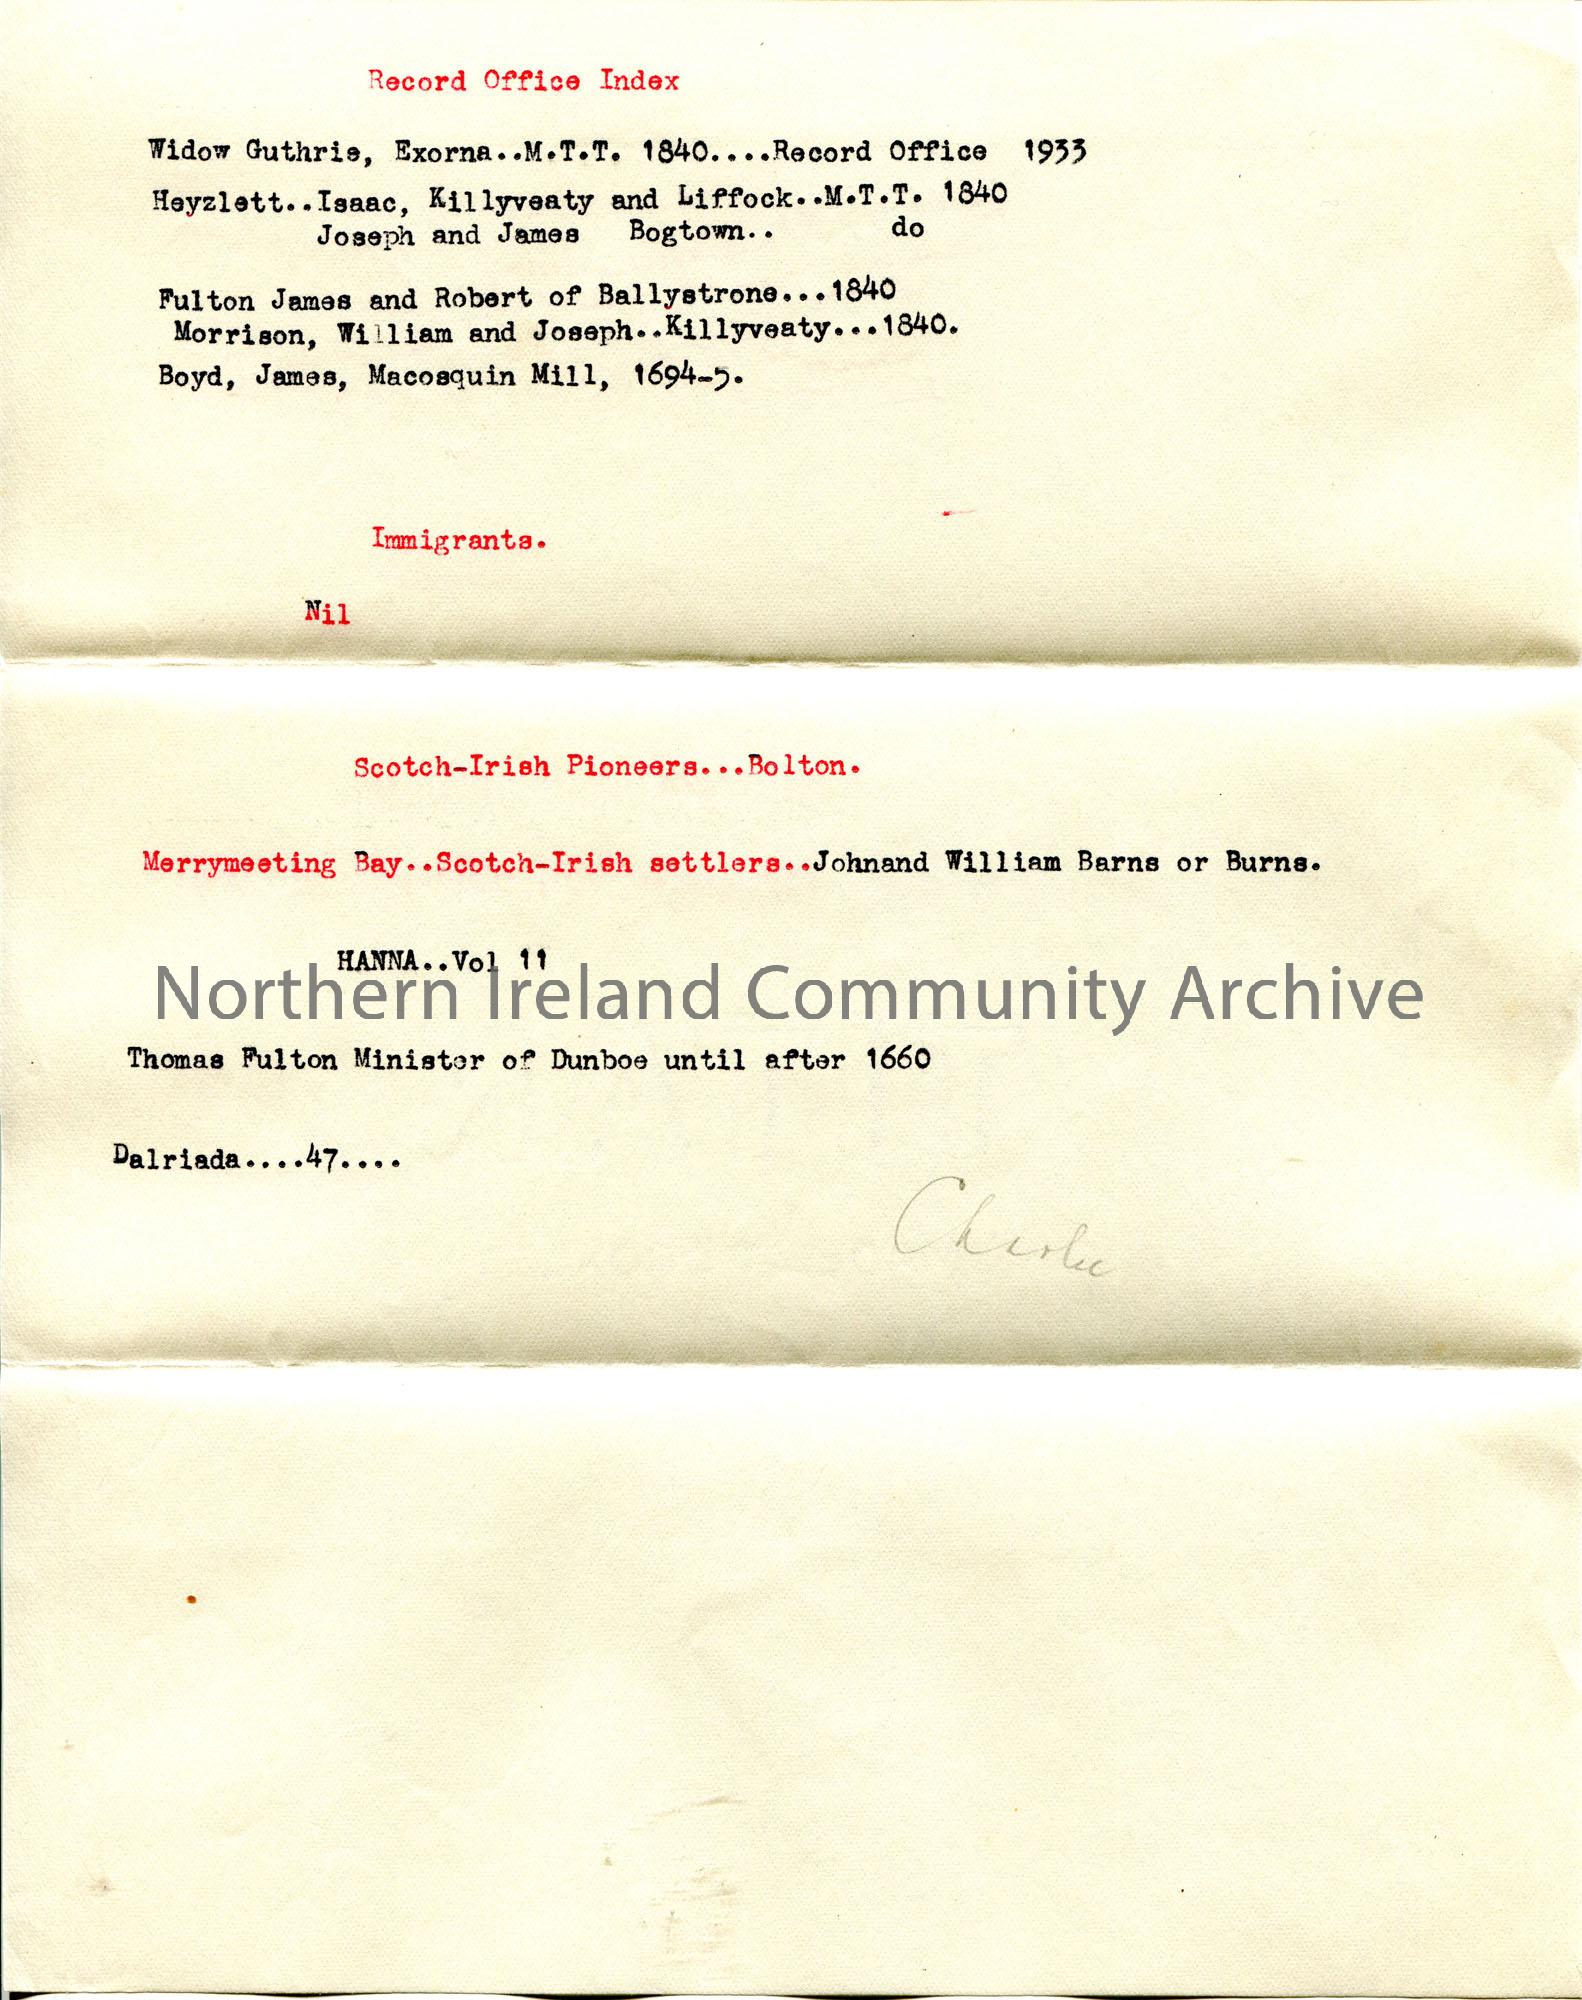 Record Office Index
Widow Guthrie, Exorna..M.T.T. 1840....Record Office 1933
Heyzlett..Isaac, Killyveaty and Liffock..M.T.T. 1840
Joseph and James Bogtown.. do
Fulton James and Robert of Ballystrone...1840
Morrison, William and Joseph..Killyveaty...1840.
Boyd, James, Macosquin Mill, 1694-5.
Immigrants.
Nil
Scotch-Irish Pioneers...Bolton.
Merrymeeting Bay..Scotch-Irish settlers..Johnand William Barns or Burns.
HANNA..Vol 11
Northern Ireland Community Archive
Thomas Fulton Minister of Dunboe until after 1660
Dalriada....47....
Charlie